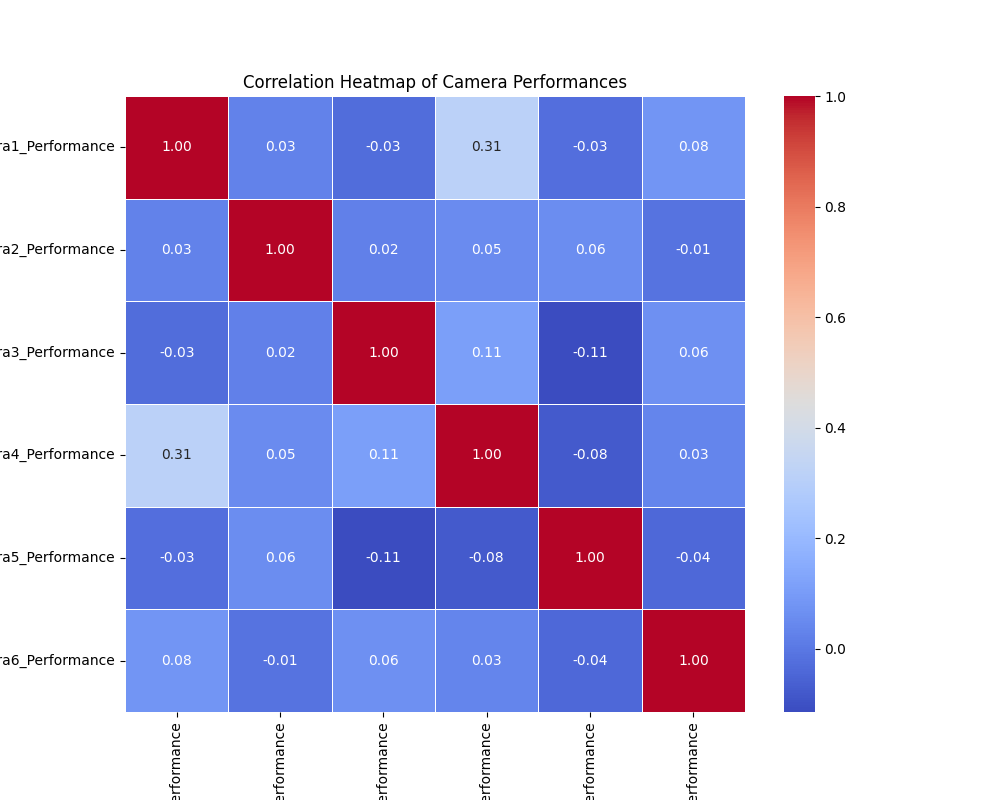 Correlation Heatmap of Camera Performances
ra1_Performance 1.00 0.03 -0.03 0.31 -0.03 0.08
ra2_Performance 0.03 1.00 0.02 0.05 0.06 -0.01
ra3_Performance -0.03 0.02 1.00 0.11 -0.11 0.06
ra4_Performance 0.31 0.05 0.11 1.00 -0.08 0.03
ra5_Performance -0.03 0.06 -0.11 -0.08 1.00 -0.04
ra6_Performance 0.08 -0.01 0.06 0.03 -0.04 1.00
erformance
erformance
erformance
erformance
erformance
erformance
1.0
0.8
0.6
0.4
0.2
0.0